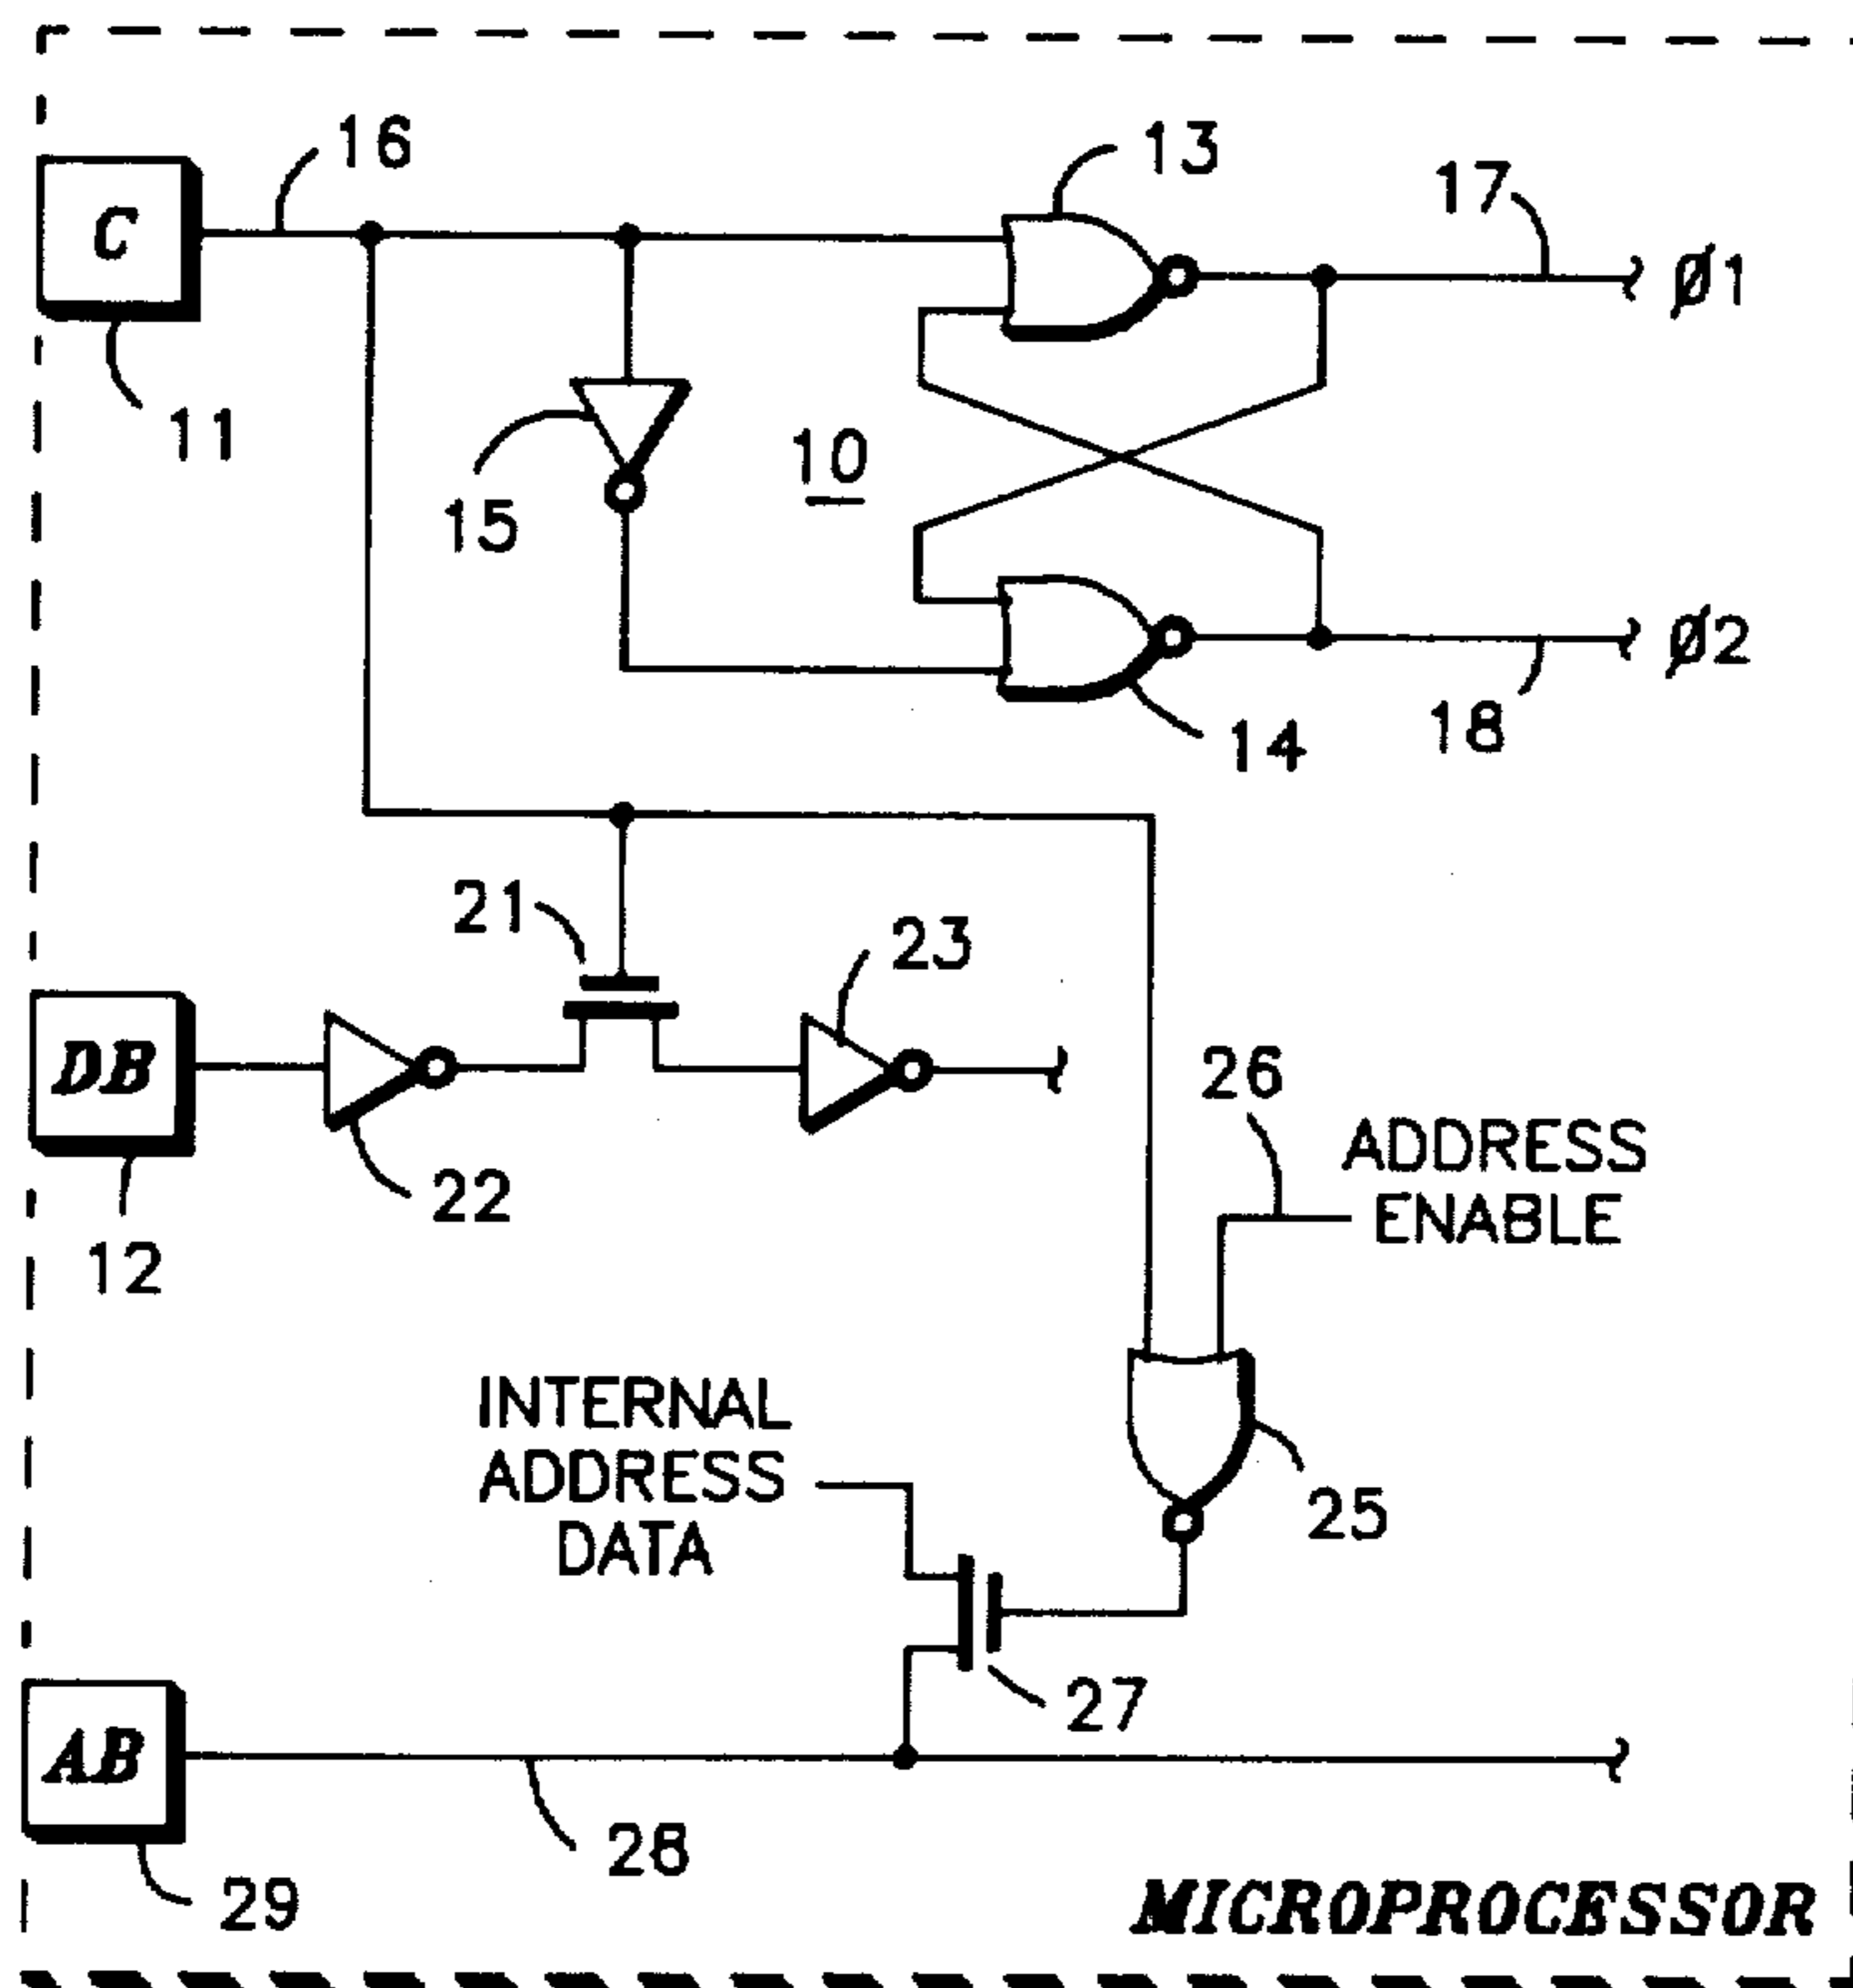 16
13
17
C
Ø1
11
10
15
Ø2
18
14
21
23
DB
26
ADDRESS
ENABLE
22
12
INTERNAL
ADDRESS
DATA
25
27
AB
28
29
MICROPROCESSOR